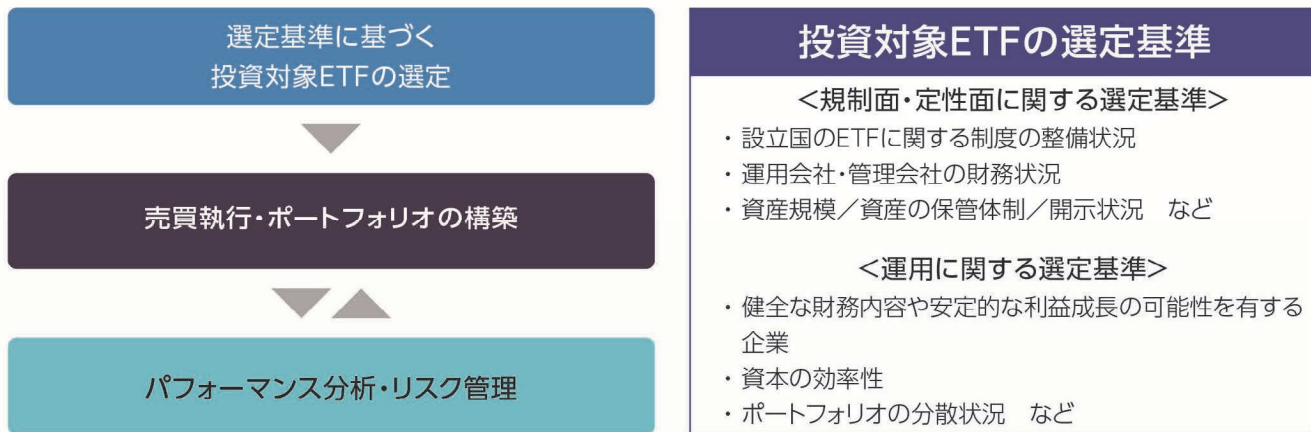 選定基準に基づく
投資対象ETFの選定
売買執行・ポートフォリオの構築
パフォーマンス分析・リスク管理
投資対象ETFの選定基準
＜規制面・定性面に関する選定基準＞
・設立国のETFに関する制度の整備状況
・運用会社・管理会社の財務状況
・資産規模／資産の保管体制／開示状況　など
＜運用に関する選定基準＞
・健全な財務内容や安定的な利益成長の可能性を有する
企業
・資本の効率性
・ポートフォリオの分散状況　など